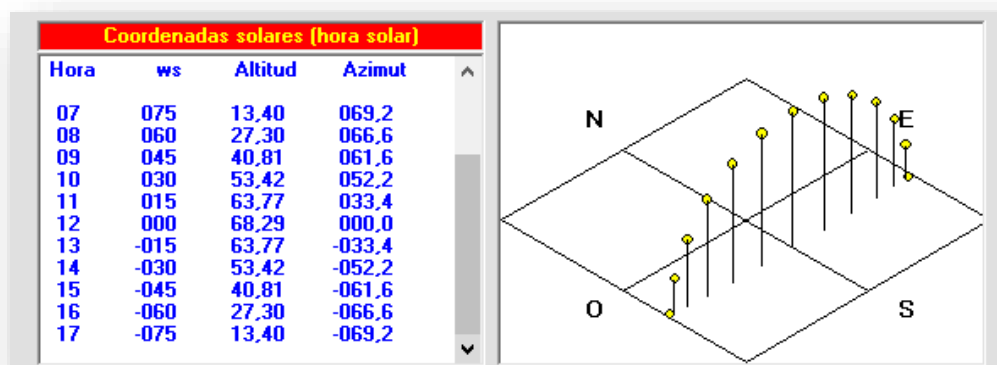 Coordenadas solares (hora solar)
Hora ws Altitud Azimut
07 075 13,40 069,2
08 060 27,30 066,6
09 045 40,81 061,6
10 030 53,42 052,2
11 015 63,77 033,4
12 000 68,29 000,0
13 -015 63,77 -033,4
14 -030 53,42 -052,2
15 -045 40,81 -061,6
16 -060 27,30 -066,6
17 -075 13,40 -069,2
N
E
O
S